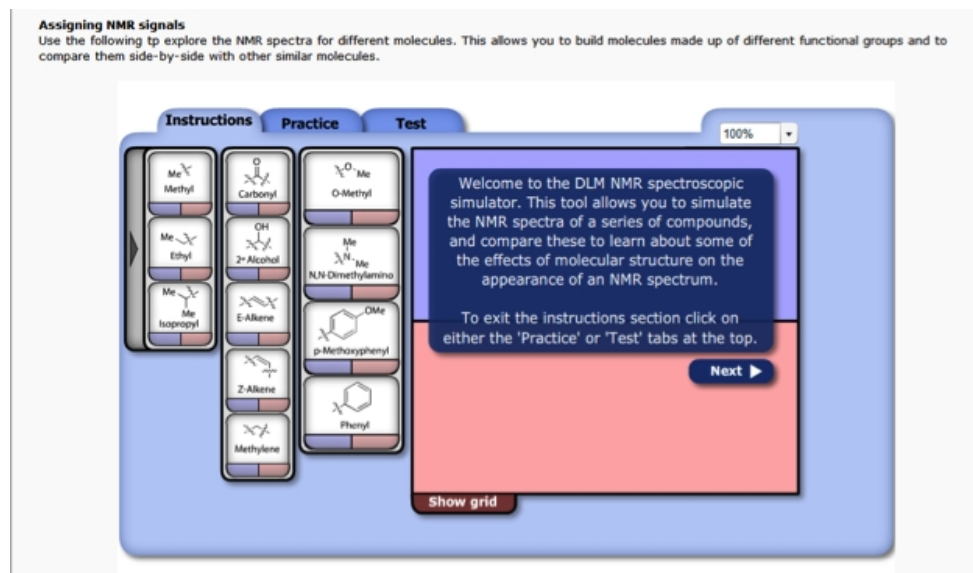 Assigning NMR signals
Use the following tp explore the NMR spectra for different molecules. This allows you to build molecules made up of different functional groups and to
compare them side-by-side with other similar molecules.
Instructions
Practice
Test
100%
Me
Methyl
Me
Ethyl
Me
Me
Isopropyl
O
Carbonyl
OH
2° Alcohol
E-Alkene
Z-Alkene
Methylene
O
Me
O-Methyl
Me
N
Me
N,N-Dimethylamino
OMe
p-Methoxyphenyl
Phenyl
Welcome to the DLM NMR spectroscopic
simulator. This tool allows you to simulate
the NMR spectra of a series of compounds,
and compare these to learn about some of
the effects of molecular structure on the
appearance of an NMR spectrum.
To exit the instructions section click on
either the 'Practice' or 'Test' tabs at the top.
Next
Show grid